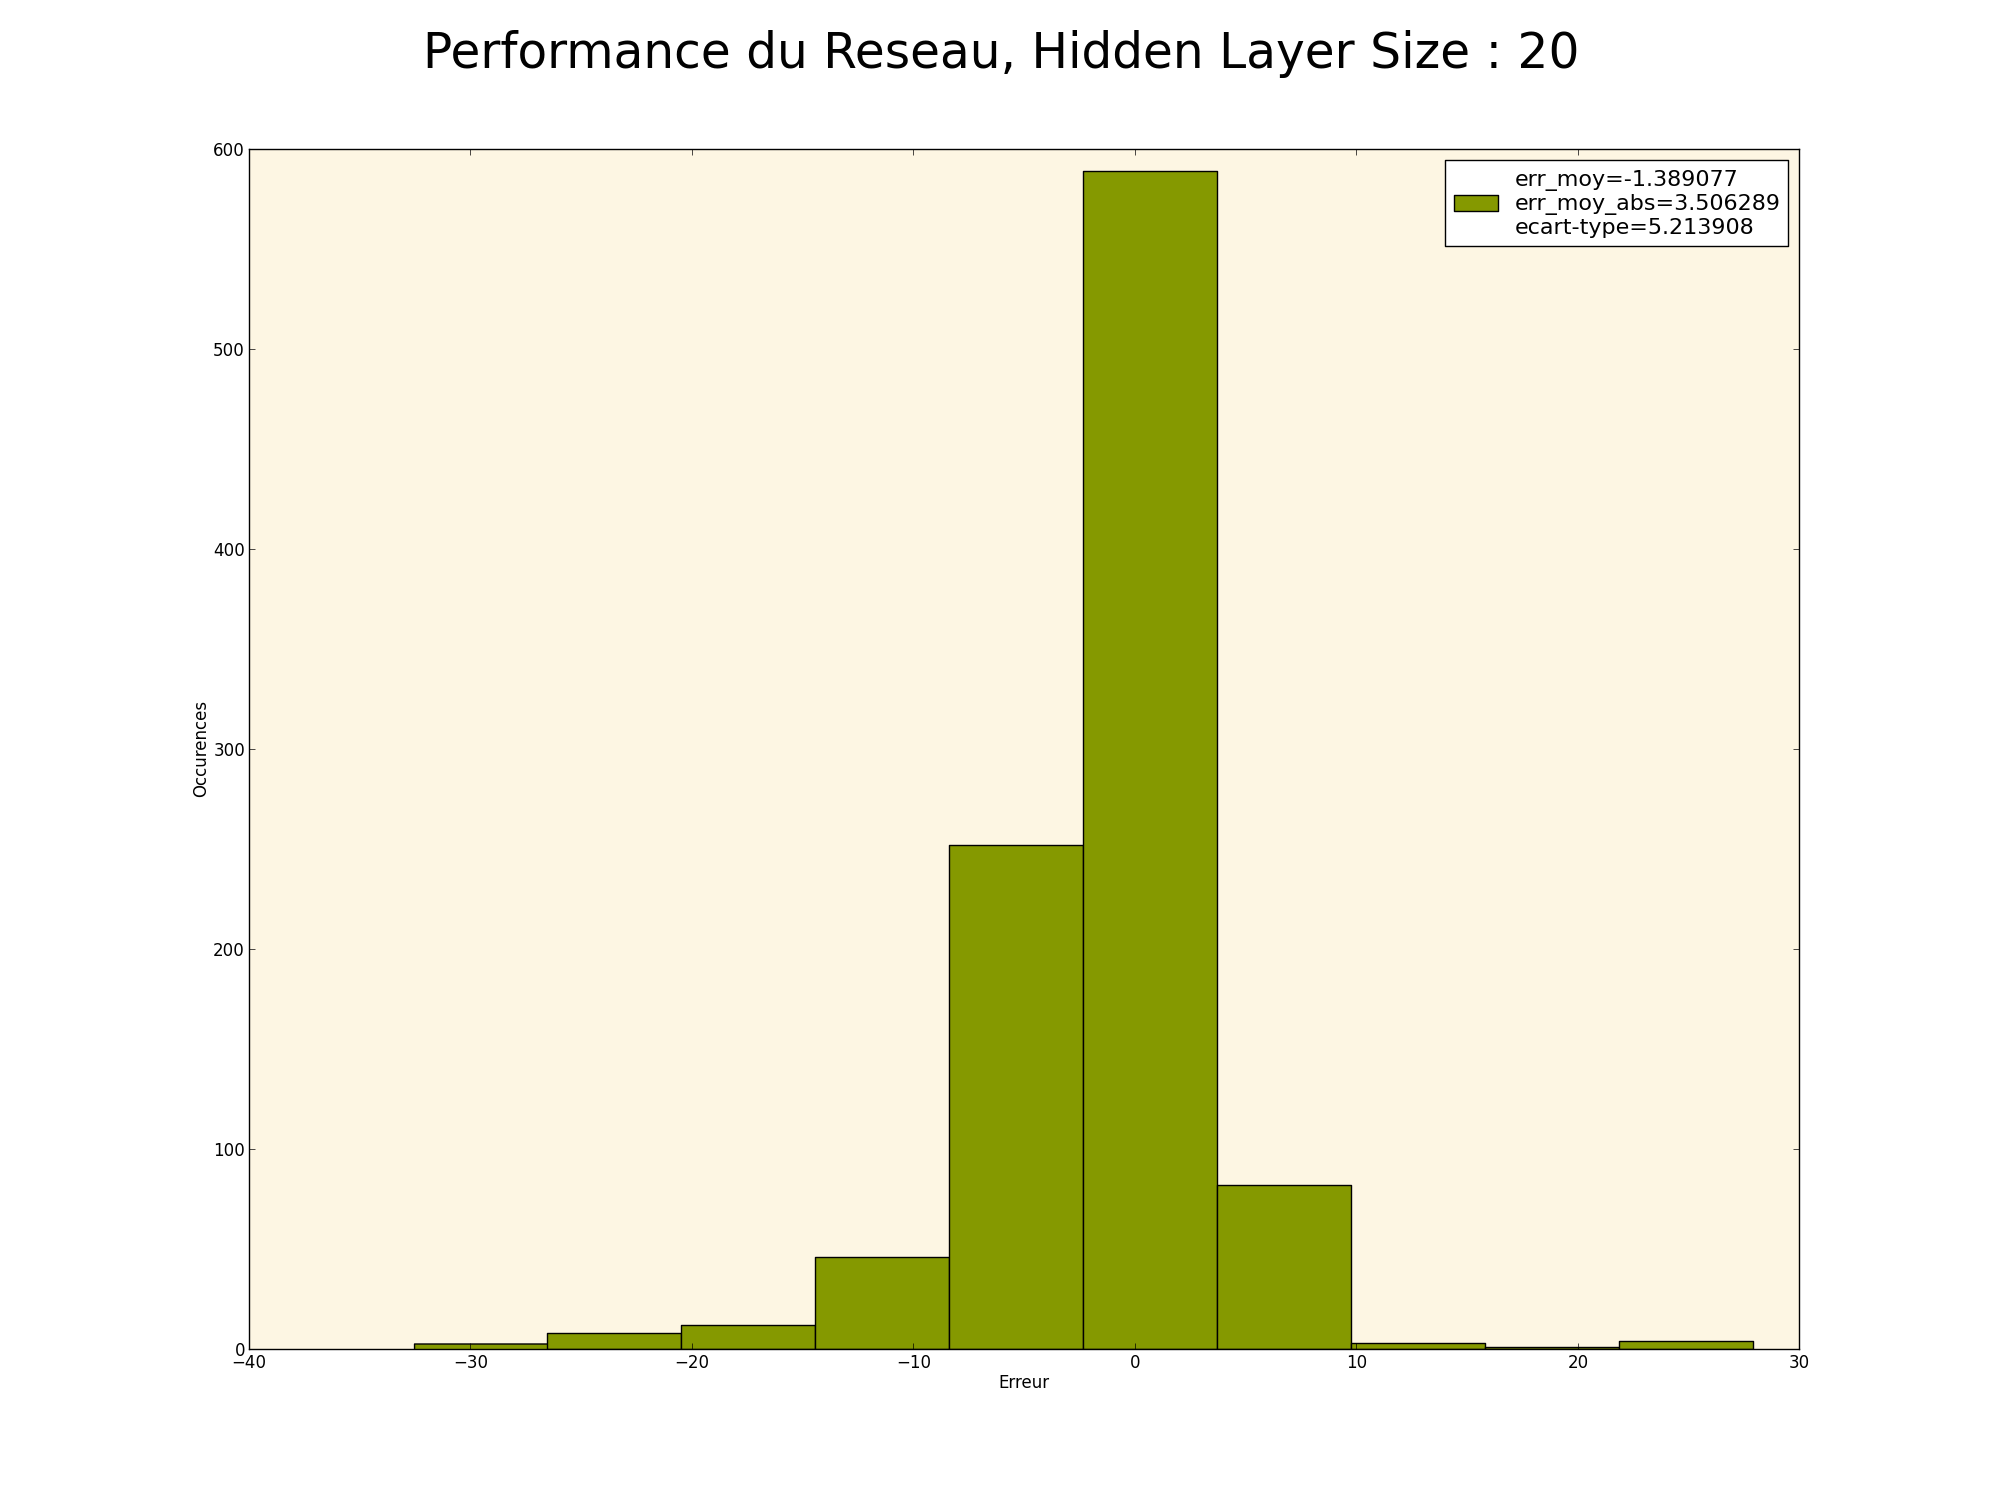 Performance du Reseau, Hidden Layer Size : 20
600
err_moy=-1.389077
err_moy_abs=3.506289
ecart-type=5.213908
500
400
Occurences
300
200
100
0
−40 −30 −20 −10 0 10 20 30
Erreur